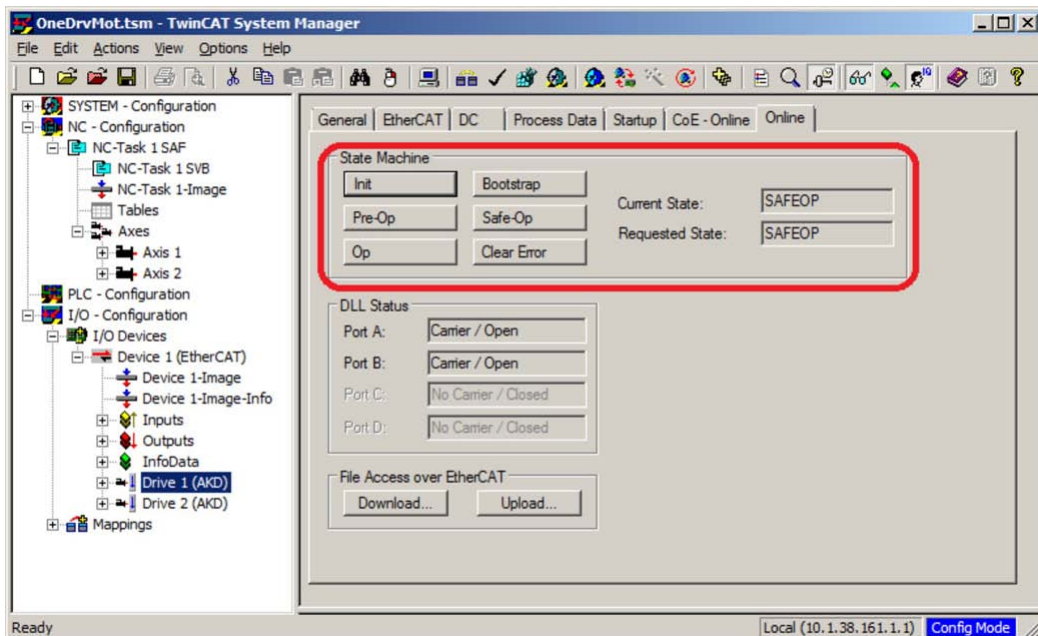 OneDrvMot.tsm - TwinCAT System Manager
File Edit Actions View Options Help
SYSTEM - Configuration
NC - Configuration
NC-Task 1 SAF
NC-Task 1 SVB
NC-Task 1-Image
Tables
Axes
Axis 1
Axis 2
PLC - Configuration
I/O - Configuration
I/O Devices
Device 1 (EtherCAT)
Device 1-Image
Device 1-Image-Info
Inputs
Outputs
InfoData
Drive 1 (AKD)
Drive 2 (AKD)
Mappings
General EtherCAT DC Process Data Startup CoE - Online Online
State Machine
Init Bootstrap
Pre-Op Safe-Op
Op Clear Error
Current State: SAFEOP
Requested State: SAFEOP
DLL Status
Port A: Carrier / Open
Port B: Carrier / Open
Port C: No Carrier / Closed
Port D: No Carrier / Closed
File Access over EtherCAT
Download... Upload...
Ready Local (10.1.38.161.1.1) Config Mode